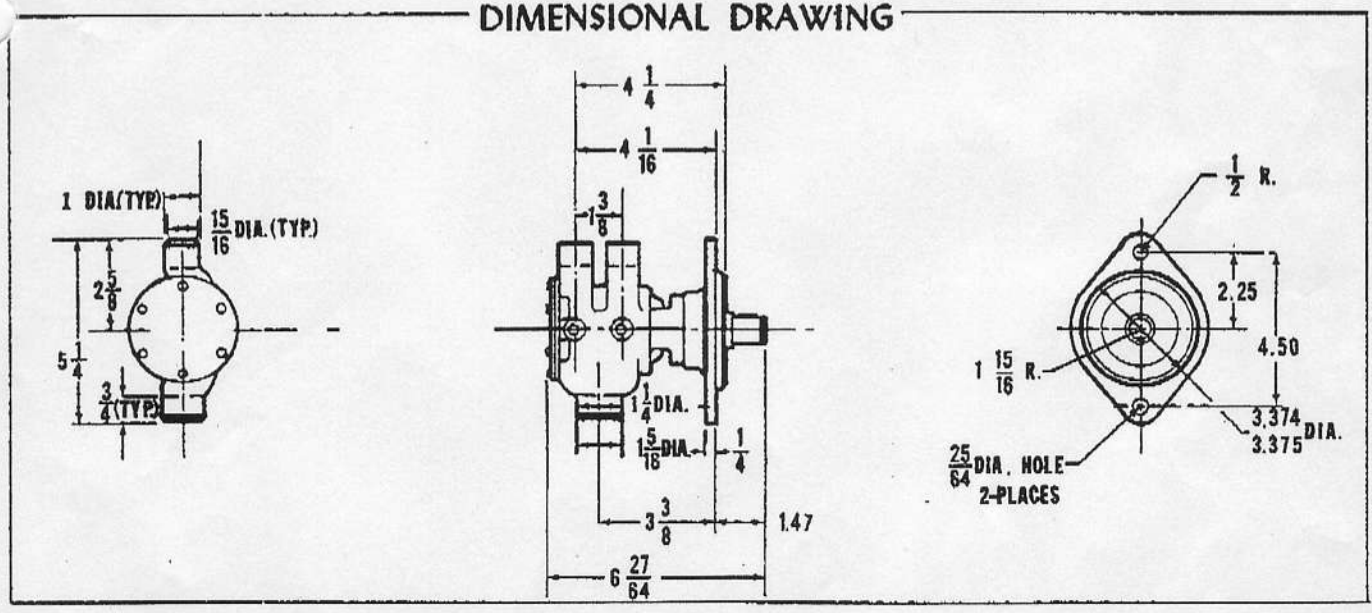 DIMENSIONAL DRAWING
1 DIA(TYP.)
15/16 DIA.(TYP.)
2 5/8
5 1/4
3/4 (TYP.)
4 1/4
4 1/16
1 3/8
1 1/4 DIA.
1 5/16 DIA.
1/4
3 3/8
1.47
6 27/64
1/2 R.
2.25
4.50
1 15/16 R.
3.374
3.375 DIA.
25/64 DIA. HOLE
2-PLACES